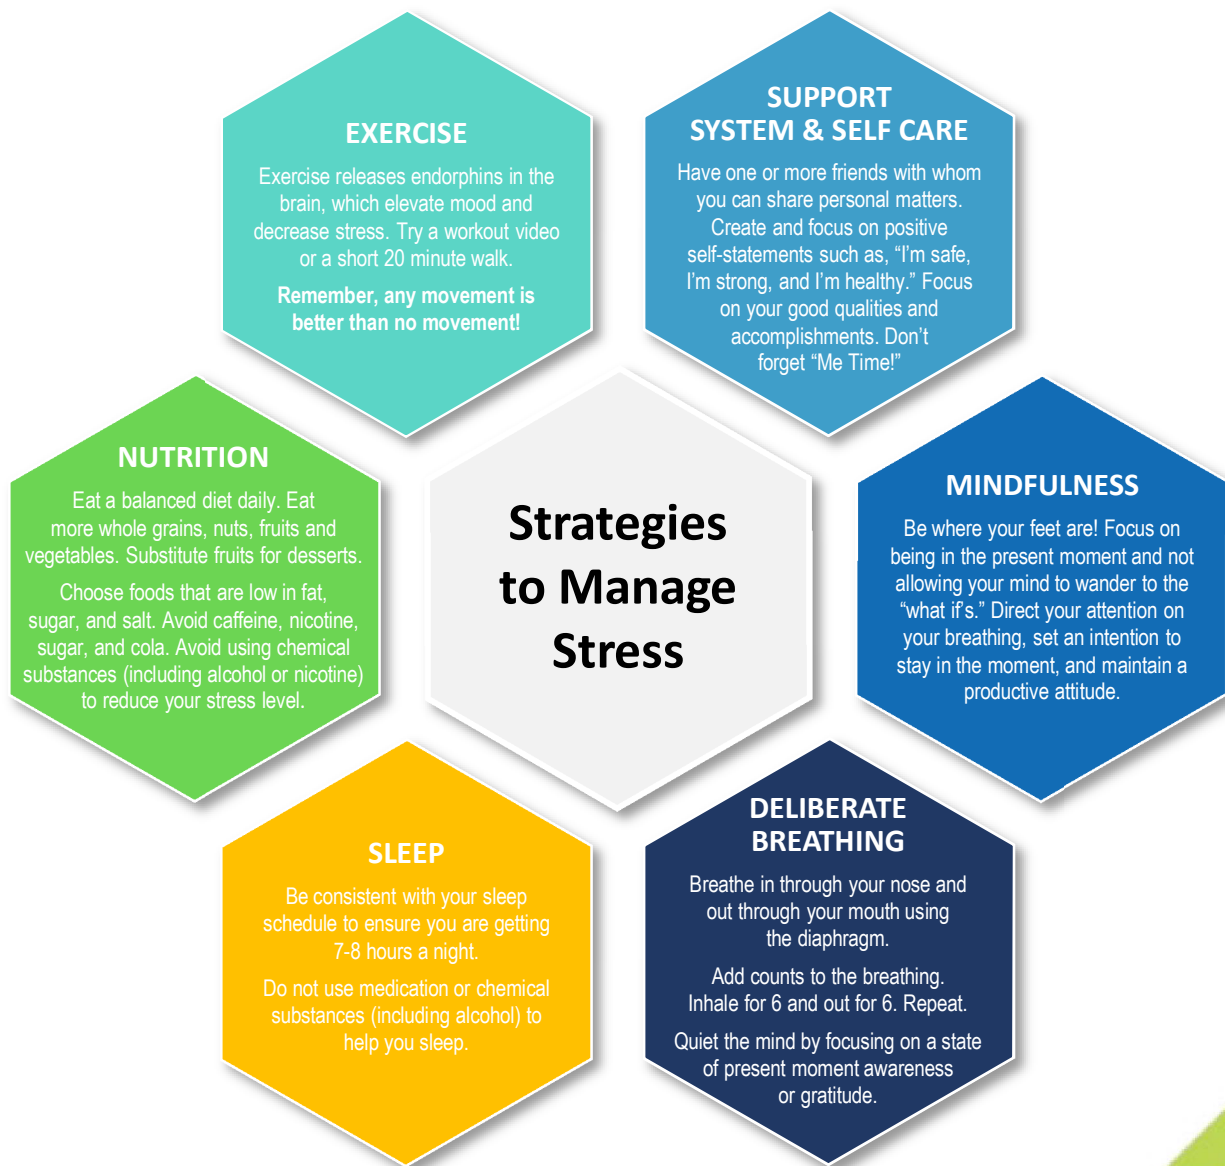 EXERCISE
Exercise releases endorphins in the
brain, which elevate mood and
decrease stress. Try a workout video
or a short 20 minute walk.
Remember, any movement is
better than no movement!
SUPPORT
SYSTEM & SELF CARE
Have one or more friends with whom
you can share personal matters.
Create and focus on positive
self-statements such as, “I’m safe,
I’m strong, and I’m healthy.” Focus
on your good qualities and
accomplishments. Don’t
forget “Me Time!”
NUTRITION
Eat a balanced diet daily. Eat
more whole grains, nuts, fruits and
vegetables. Substitute fruits for desserts.
Choose foods that are low in fat,
sugar, and salt. Avoid caffeine, nicotine,
sugar, and cola. Avoid using chemical
substances (including alcohol or nicotine)
to reduce your stress level.
Strategies
to Manage
Stress
MINDFULNESS
Be where your feet are! Focus on
being in the present moment and not
allowing your mind to wander to the
“what if’s.” Direct your attention on
your breathing, set an intention to
stay in the moment, and maintain a
productive attitude.
SLEEP
Be consistent with your sleep
schedule to ensure you are getting
7-8 hours a night.
Do not use medication or chemical
substances (including alcohol) to
help you sleep.
DELIBERATE
BREATHING
Breathe in through your nose and
out through your mouth using
the diaphragm.
Add counts to the breathing.
Inhale for 6 and out for 6. Repeat.
Quiet the mind by focusing on a state
of present moment awareness
or gratitude.